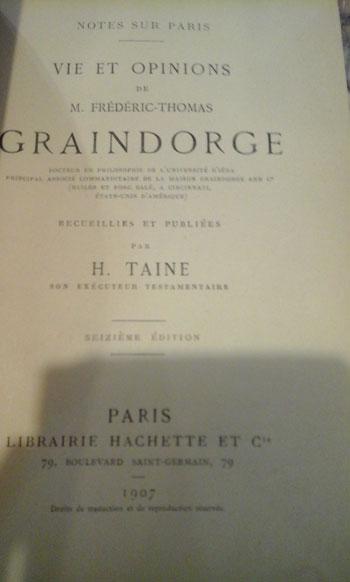 NOTES SUR PARIS
VIE ET OPINIONS
DE
M. FRÉDÉRIC-THOMAS
GRAINDORGE
DOCTEUR EN PHILOSOPHIE DE L'UNIVERSITÉ D'IÉNA
PRINCIPAL ASSOCIÉ COMMANDITAIRE DE LA MAISON GRAINDORGE AND Cº
(HUILES ET PORC SALÉ, A CINCINNATI,
ÉTATS-UNIS D'AMÉRIQUE)
RECUEILLIES ET PUBLIÉES
PAR
H. TAINE
SON EXÉCUTEUR TESTAMENTAIRE
SEIZIÈME ÉDITION
PARIS
LIBRAIRIE HACHETTE ET Cie
79, BOULEVARD SAINT-GERMAIN, 79
1907
Droits de traduction et de reproduction réservés.